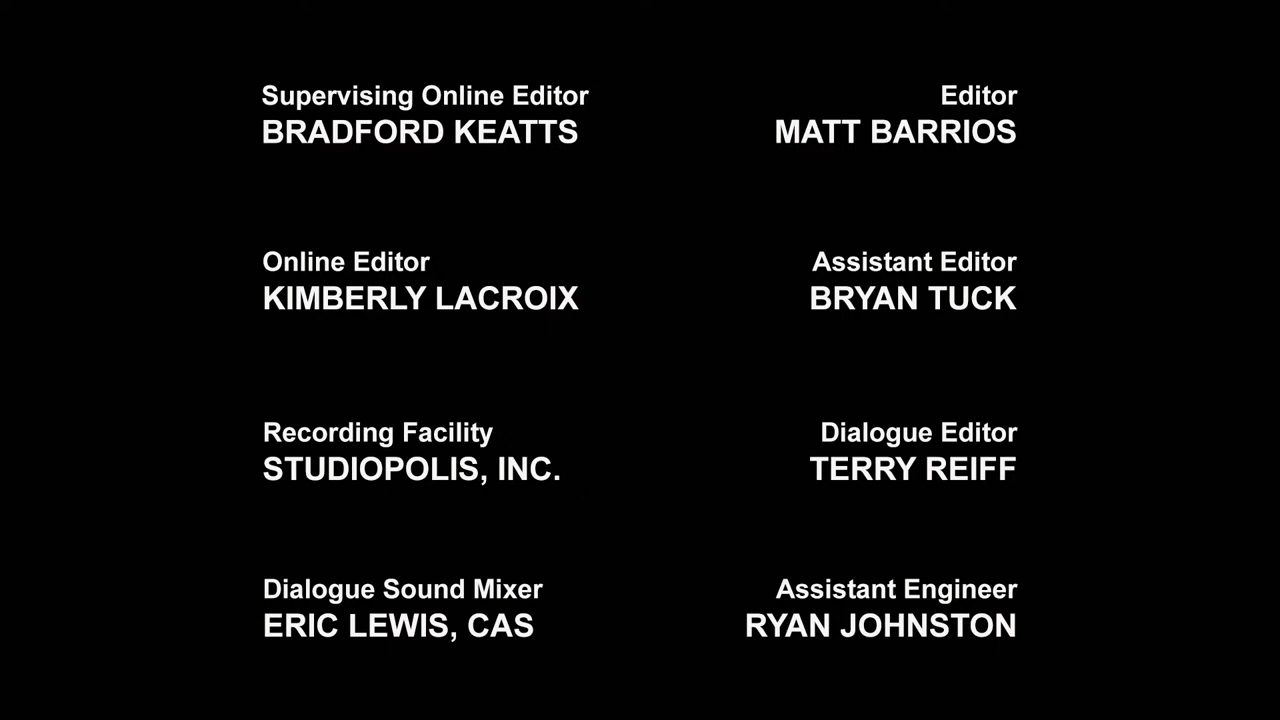 Supervising Online Editor
BRADFORD KEATTS
Editor
MATT BARRIOS
Online Editor
KIMBERLY LACROIX
Assistant Editor
BRYAN TUCK
Recording Facility
STUDIOPOLIS, INC.
Dialogue Editor
TERRY REIFF
Dialogue Sound Mixer
ERIC LEWIS, CAS
Assistant Engineer
RYAN JOHNSTON